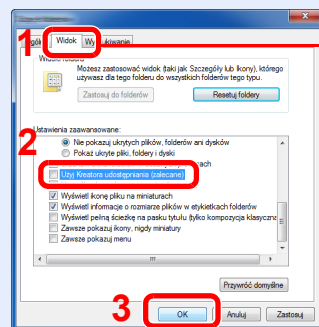 1
Widok
Wy
ukiwanie
Możesz zastosować widok (taki jak Szczegóły lub Ikony), którego
używasz dla tego folderu do wszystkich folderów tego typu.
Zastosuj do folderów
Resetuj foldery
2
Ustawienia zaawansowane:
Nie pokazuj ukrytych plików, folderów ani dysków
Pokaż ukryte pliki, foldery i dyski
Użyj Kreatora udostępniania (zalecane)
Wyświetl ikonę pliku na miniaturach
Wyświetl informacje o rozmiarze plików w etykietkach folderów
Wyświetl pełną ścieżkę na pasku tytułu (tylko kompozycja klasyczna
Zawsze pokazuj ikony, nigdy miniatury
Zawsze pokazuj menu
Przywróć domyślne
3
OK
Anuluj
Zastosuj